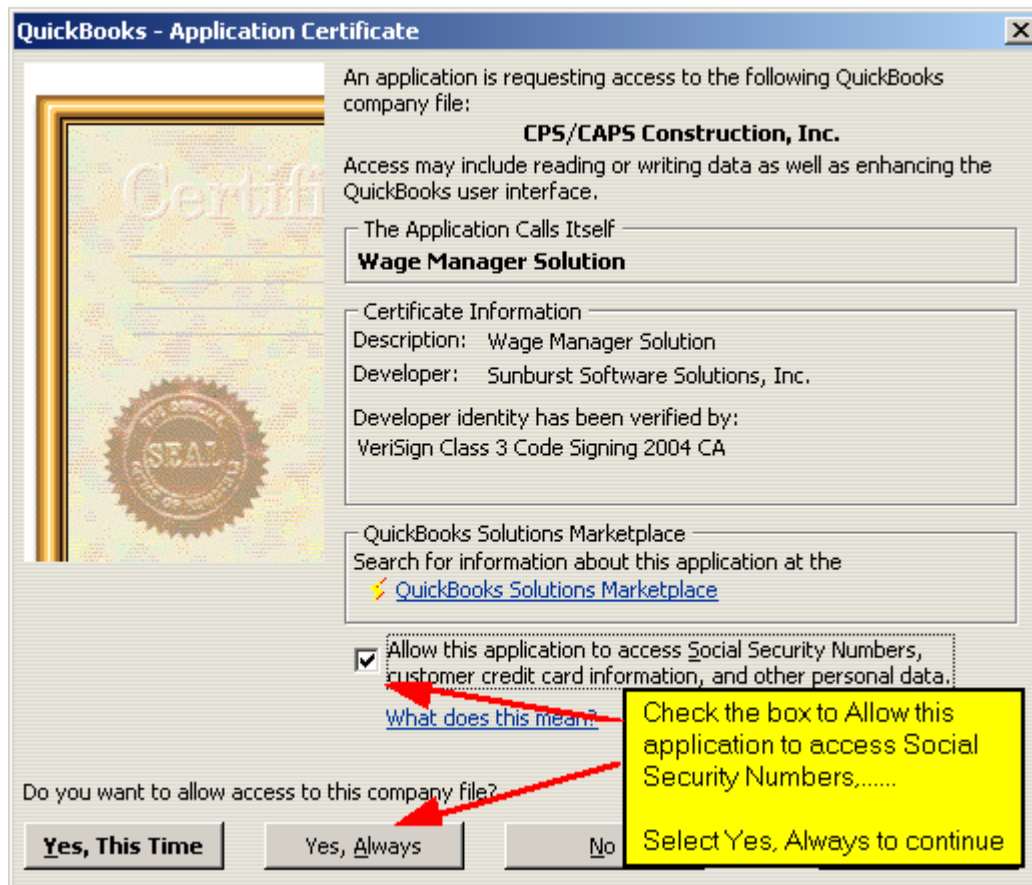 QuickBooks - Application Certificate
An application is requesting access to the following QuickBooks
company file:
CPS/CAPS Construction, Inc.
Access may include reading or writing data as well as enhancing the
QuickBooks user interface.
The Application Calls Itself
Wage Manager Solution
Certificate Information
Description: Wage Manager Solution
Developer: Sunburst Software Solutions, Inc.
Developer identity has been verified by:
VeriSign Class 3 Code Signing 2004 CA
QuickBooks Solutions Marketplace
Search for information about this application at the
QuickBooks Solutions Marketplace
Allow this application to access Social Security Numbers,
customer credit card information, and other personal data.
What does this mean?
Check the box to Allow this
application to access Social
Security Numbers,......
Select Yes, Always to continue
Do you want to allow access to this company file?
Yes, This Time
Yes, Always
No
Certifi
SEAL